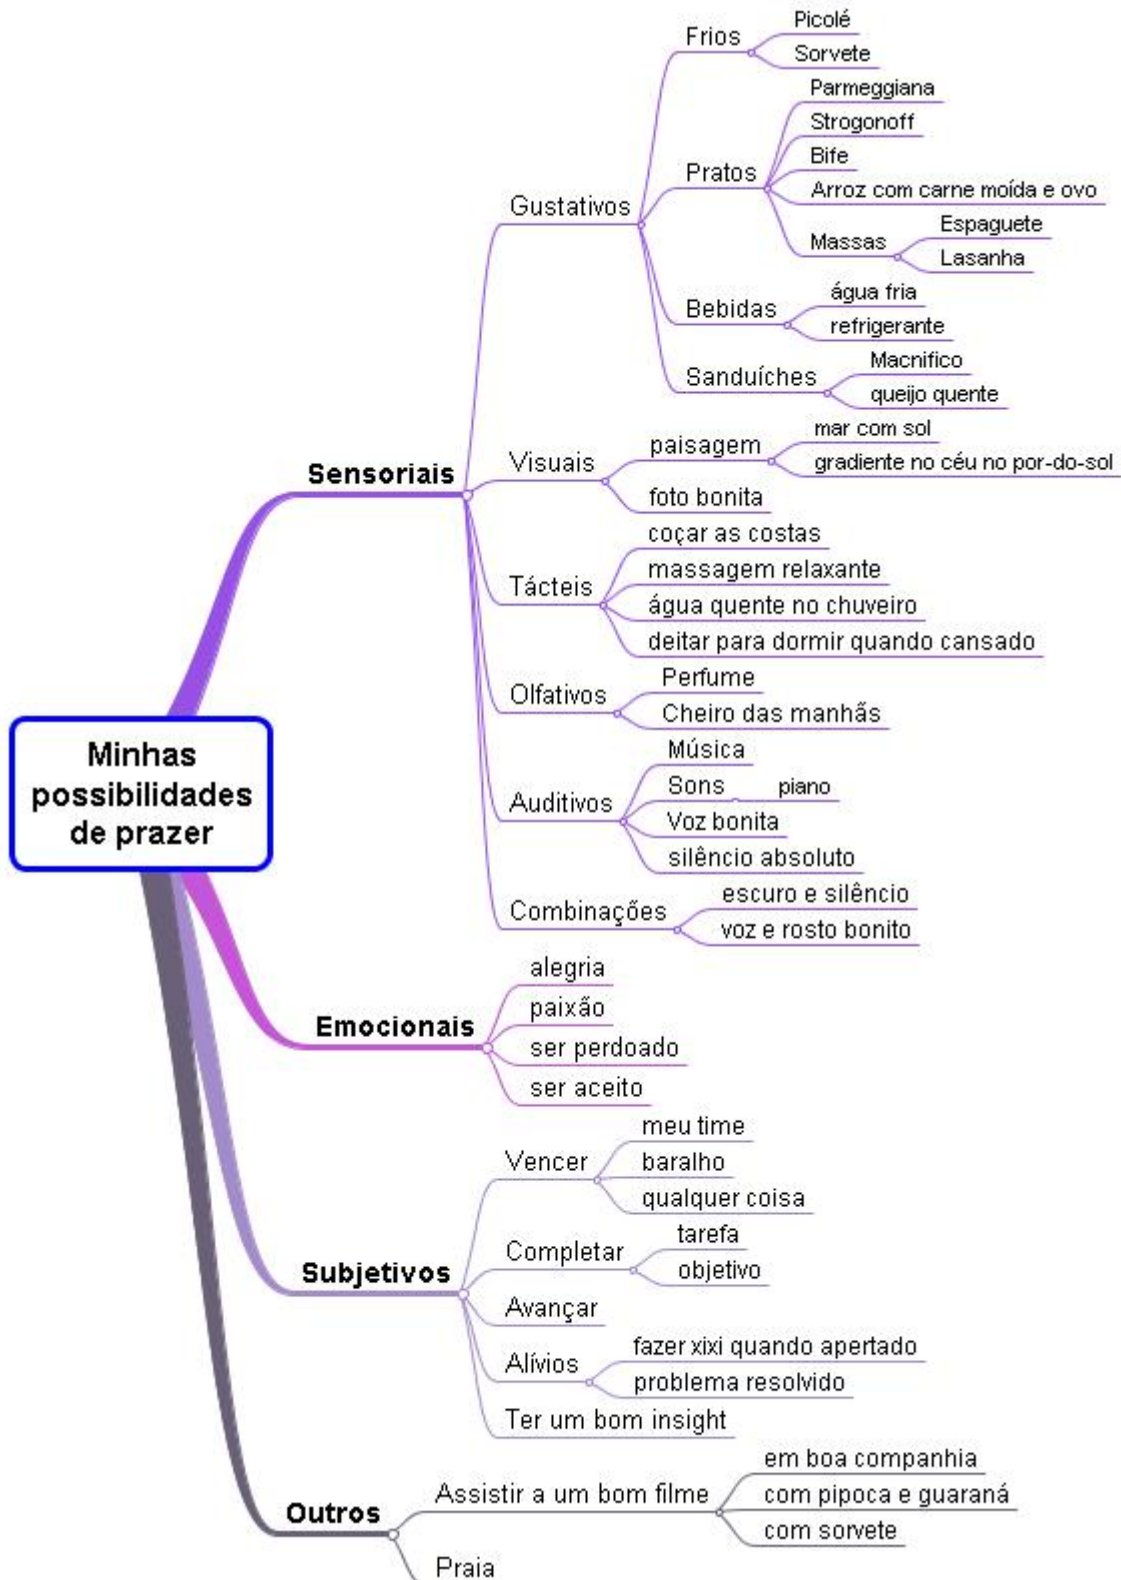 Minhas
possibilidades
de prazer
Sensoriais
Gustativos
Frios
Picolé
Sorvete
Pratos
Parmeggiana
Strogonoff
Bife
Arroz com carne moída e ovo
Massas
Espaguete
Lasanha
Bebidas
água fria
refrigerante
Sanduíches
Macnifico
queijo quente
Visuais
paisagem
mar com sol
gradiente no céu no por-do-sol
foto bonita
Tácteis
coçar as costas
massagem relaxante
água quente no chuveiro
deitar para dormir quando cansado
Olfativos
Perfume
Cheiro das manhãs
Auditivos
Música
Sons
piano
Voz bonita
silêncio absoluto
Combinações
escuro e silêncio
voz e rosto bonito
Emocionais
alegria
paixão
ser perdoado
ser aceito
Subjetivos
Vencer
meu time
baralho
qualquer coisa
Completar
tarefa
objetivo
Avançar
Alívios
fazer xixi quando apertado
problema resolvido
Ter um bom insight
Outros
Assistir a um bom filme
em boa companhia
com pipoca e guaraná
com sorvete
Praia